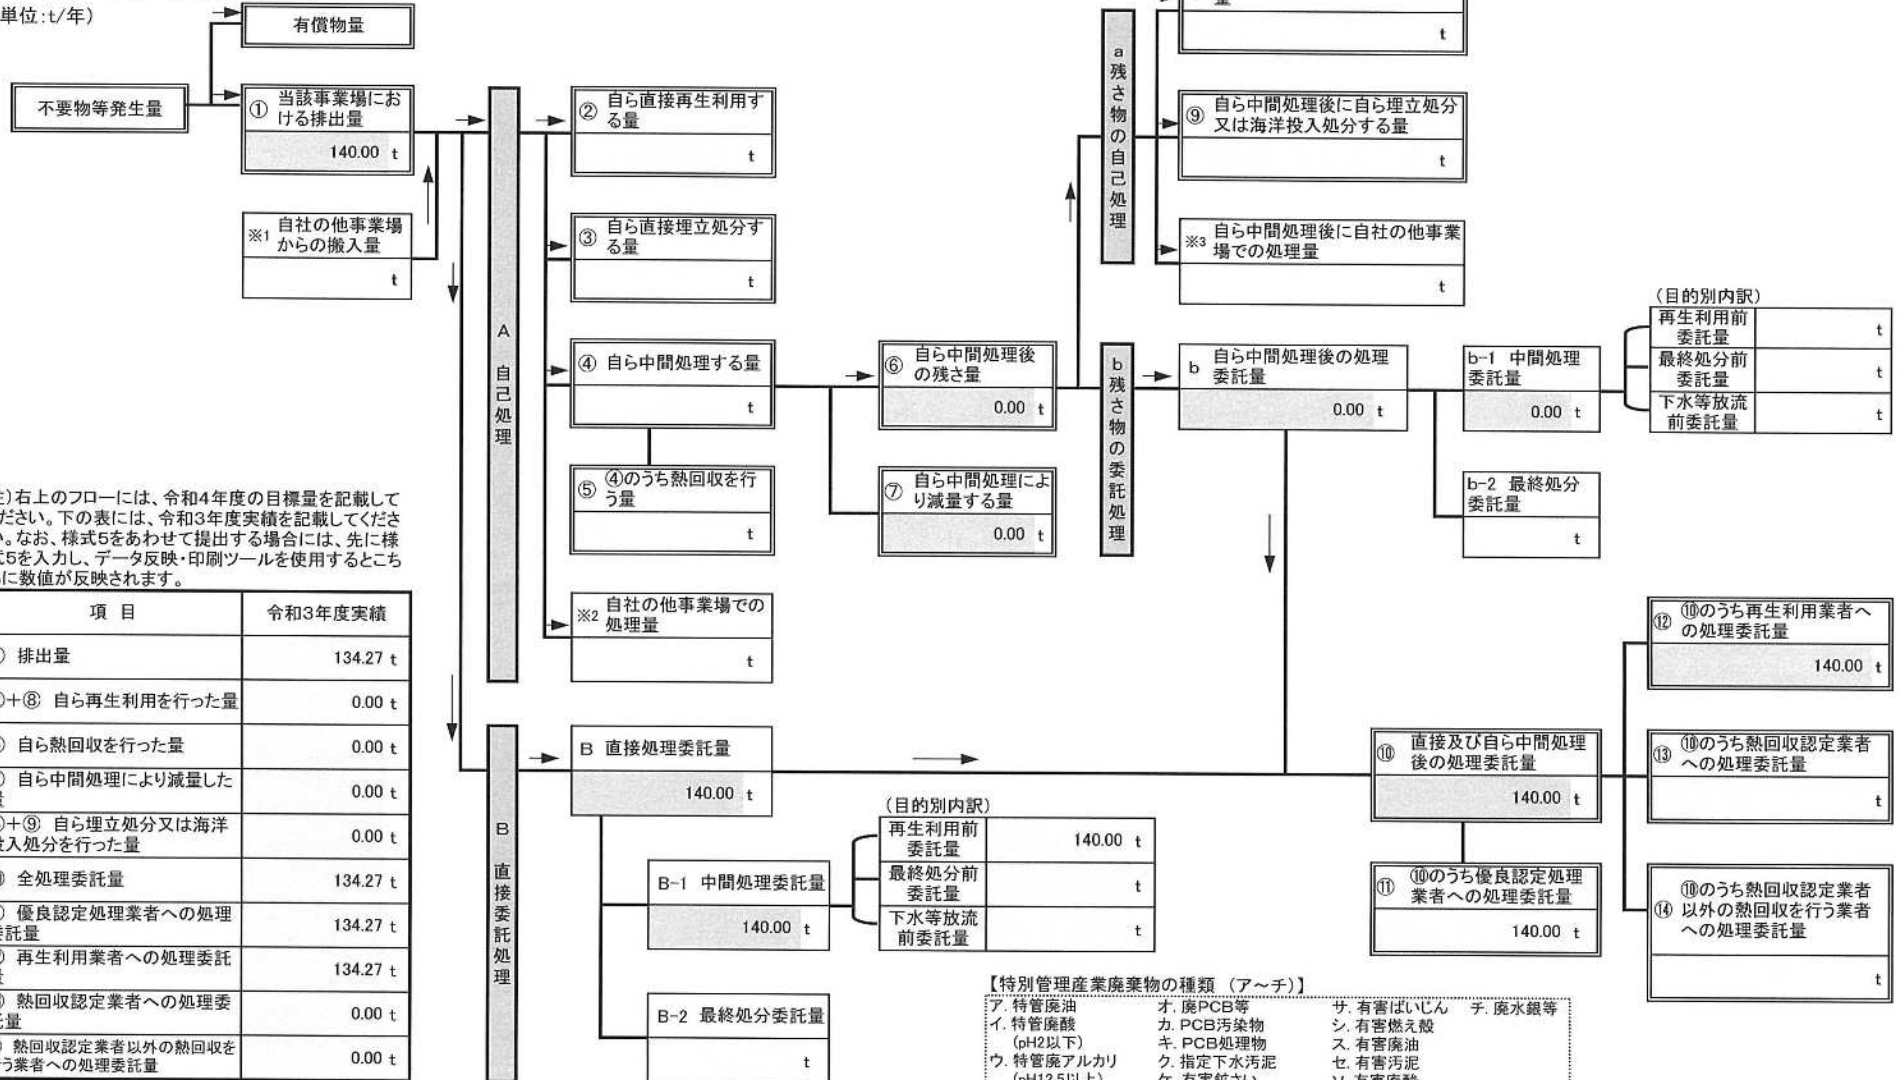 単位:t/年)
有償物量
不要物等発生量
① 当該事業場にお
ける排出量
140.00 t
※1 自社の他事業場
からの搬入量
t
A 自己処理
② 自ら直接再生利用す
る量
t
③ 自ら直接埋立処分す
る量
t
④ 自ら中間処理する量
t
⑤ ④のうち熱回収を行
う量
t
※2 自社の他事業場での
処理量
t
⑥ 自ら中間処理後
の残さ量
0.00 t
⑦ 自ら中間処理によ
り減量する量
0.00 t
a 残さ物の自己処理
量
t
⑨ 自ら中間処理後に自ら埋立処分
又は海洋投入処分する量
t
※3 自ら中間処理後に自社の他事業
場での処理量
t
b 残さ物の委託処理
b 自ら中間処理後の処理
委託量
0.00 t
b-1 中間処理
委託量
0.00 t
b-2 最終処分
委託量
t
(目的別内訳)
再生利用前
委託量 t
最終処分前
委託量 t
下水等放流
前委託量 t
)右上のフローには、令和4年度の目標量を記載して
ださい。下の表には、令和3年度実績を記載してくださ
。なお、様式5をあわせて提出する場合には、先に様
5を入力し、データ反映・印刷ツールを使用するとこち
に数値が反映されます。
項 目 令和3年度実績
排出量 134.27 t
+⑧ 自ら再生利用を行った量 0.00 t
自ら熱回収を行った量 0.00 t
自ら中間処理により減量した
0.00 t
+⑨ 自ら埋立処分又は海洋
入処分を行った量 0.00 t
全処理委託量 134.27 t
優良認定処理業者への処理
託量 134.27 t
再生利用業者への処理委託
134.27 t
熱回収認定業者への処理委
量 0.00 t
熱回収認定業者以外の熱回収を
う業者への処理委託量 0.00 t
B 直接委託処理
B 直接処理委託量
140.00 t
B-1 中間処理委託量
140.00 t
B-2 最終処分委託量
t
(目的別内訳)
再生利用前
委託量 140.00 t
最終処分前
委託量 t
下水等放流
前委託量 t
⑩ 直接及び自ら中間処理
後の処理委託量
140.00 t
⑪ ⑩のうち優良認定処理
業者への処理委託量
140.00 t
⑫ ⑩のうち再生利用業者へ
の処理委託量
140.00 t
⑬ ⑩のうち熱回収認定業者
への処理委託量
t
⑭ ⑩のうち熱回収認定業者
以外の熱回収を行う業者
への処理委託量
t
【特別管理産業廃棄物の種類 (ア～チ)】
ア. 特管廃油 オ. 廃PCB等 サ. 有害ばいじん チ. 廃水銀等
イ. 特管廃酸 カ. PCB汚染物 シ. 有害燃え殻
(pH2以下) キ. PCB処理物 ス. 有害廃油
ウ. 特管廃アルカリ ク. 指定下水汚泥 セ. 有害汚泥
(pH12.5以上) ケ. 有害鉱さい ソ. 有害廃酸